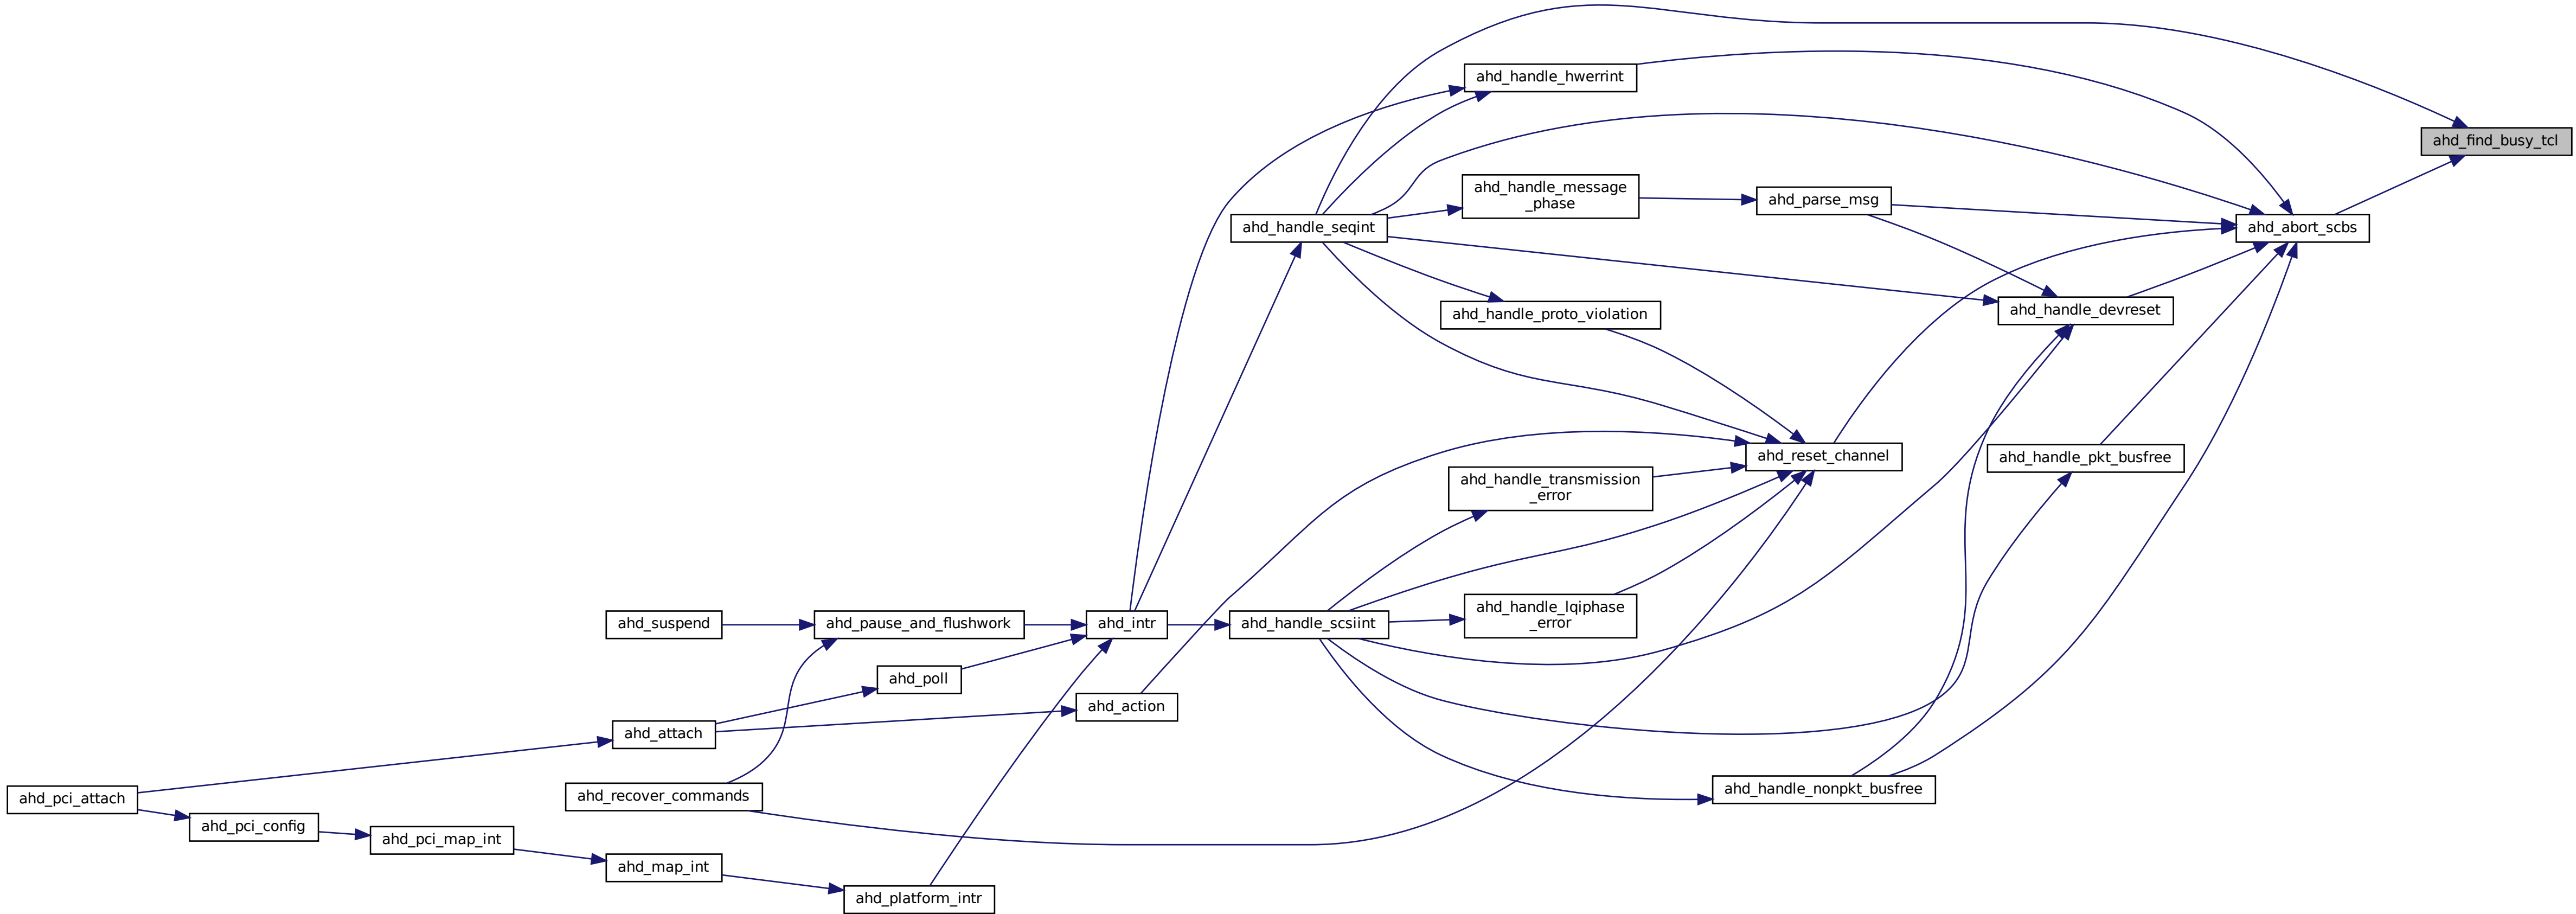 ahd_handle_hwerrint
ahd_find_busy_tcl
ahd_handle_message
_phase
ahd_parse_msg
ahd_handle_seqint
ahd_abort_scbs
ahd_handle_proto_violation
ahd_handle_devreset
ahd_reset_channel
ahd_handle_pkt_busfree
ahd_handle_transmission
_error
ahd_handle_lqiphase
_error
ahd_suspend
ahd_pause_and_flushwork
ahd_intr
ahd_handle_scsiint
ahd_poll
ahd_action
ahd_attach
ahd_handle_nonpkt_busfree
ahd_recover_commands
ahd_pci_attach
ahd_pci_config
ahd_pci_map_int
ahd_map_int
ahd_platform_intr